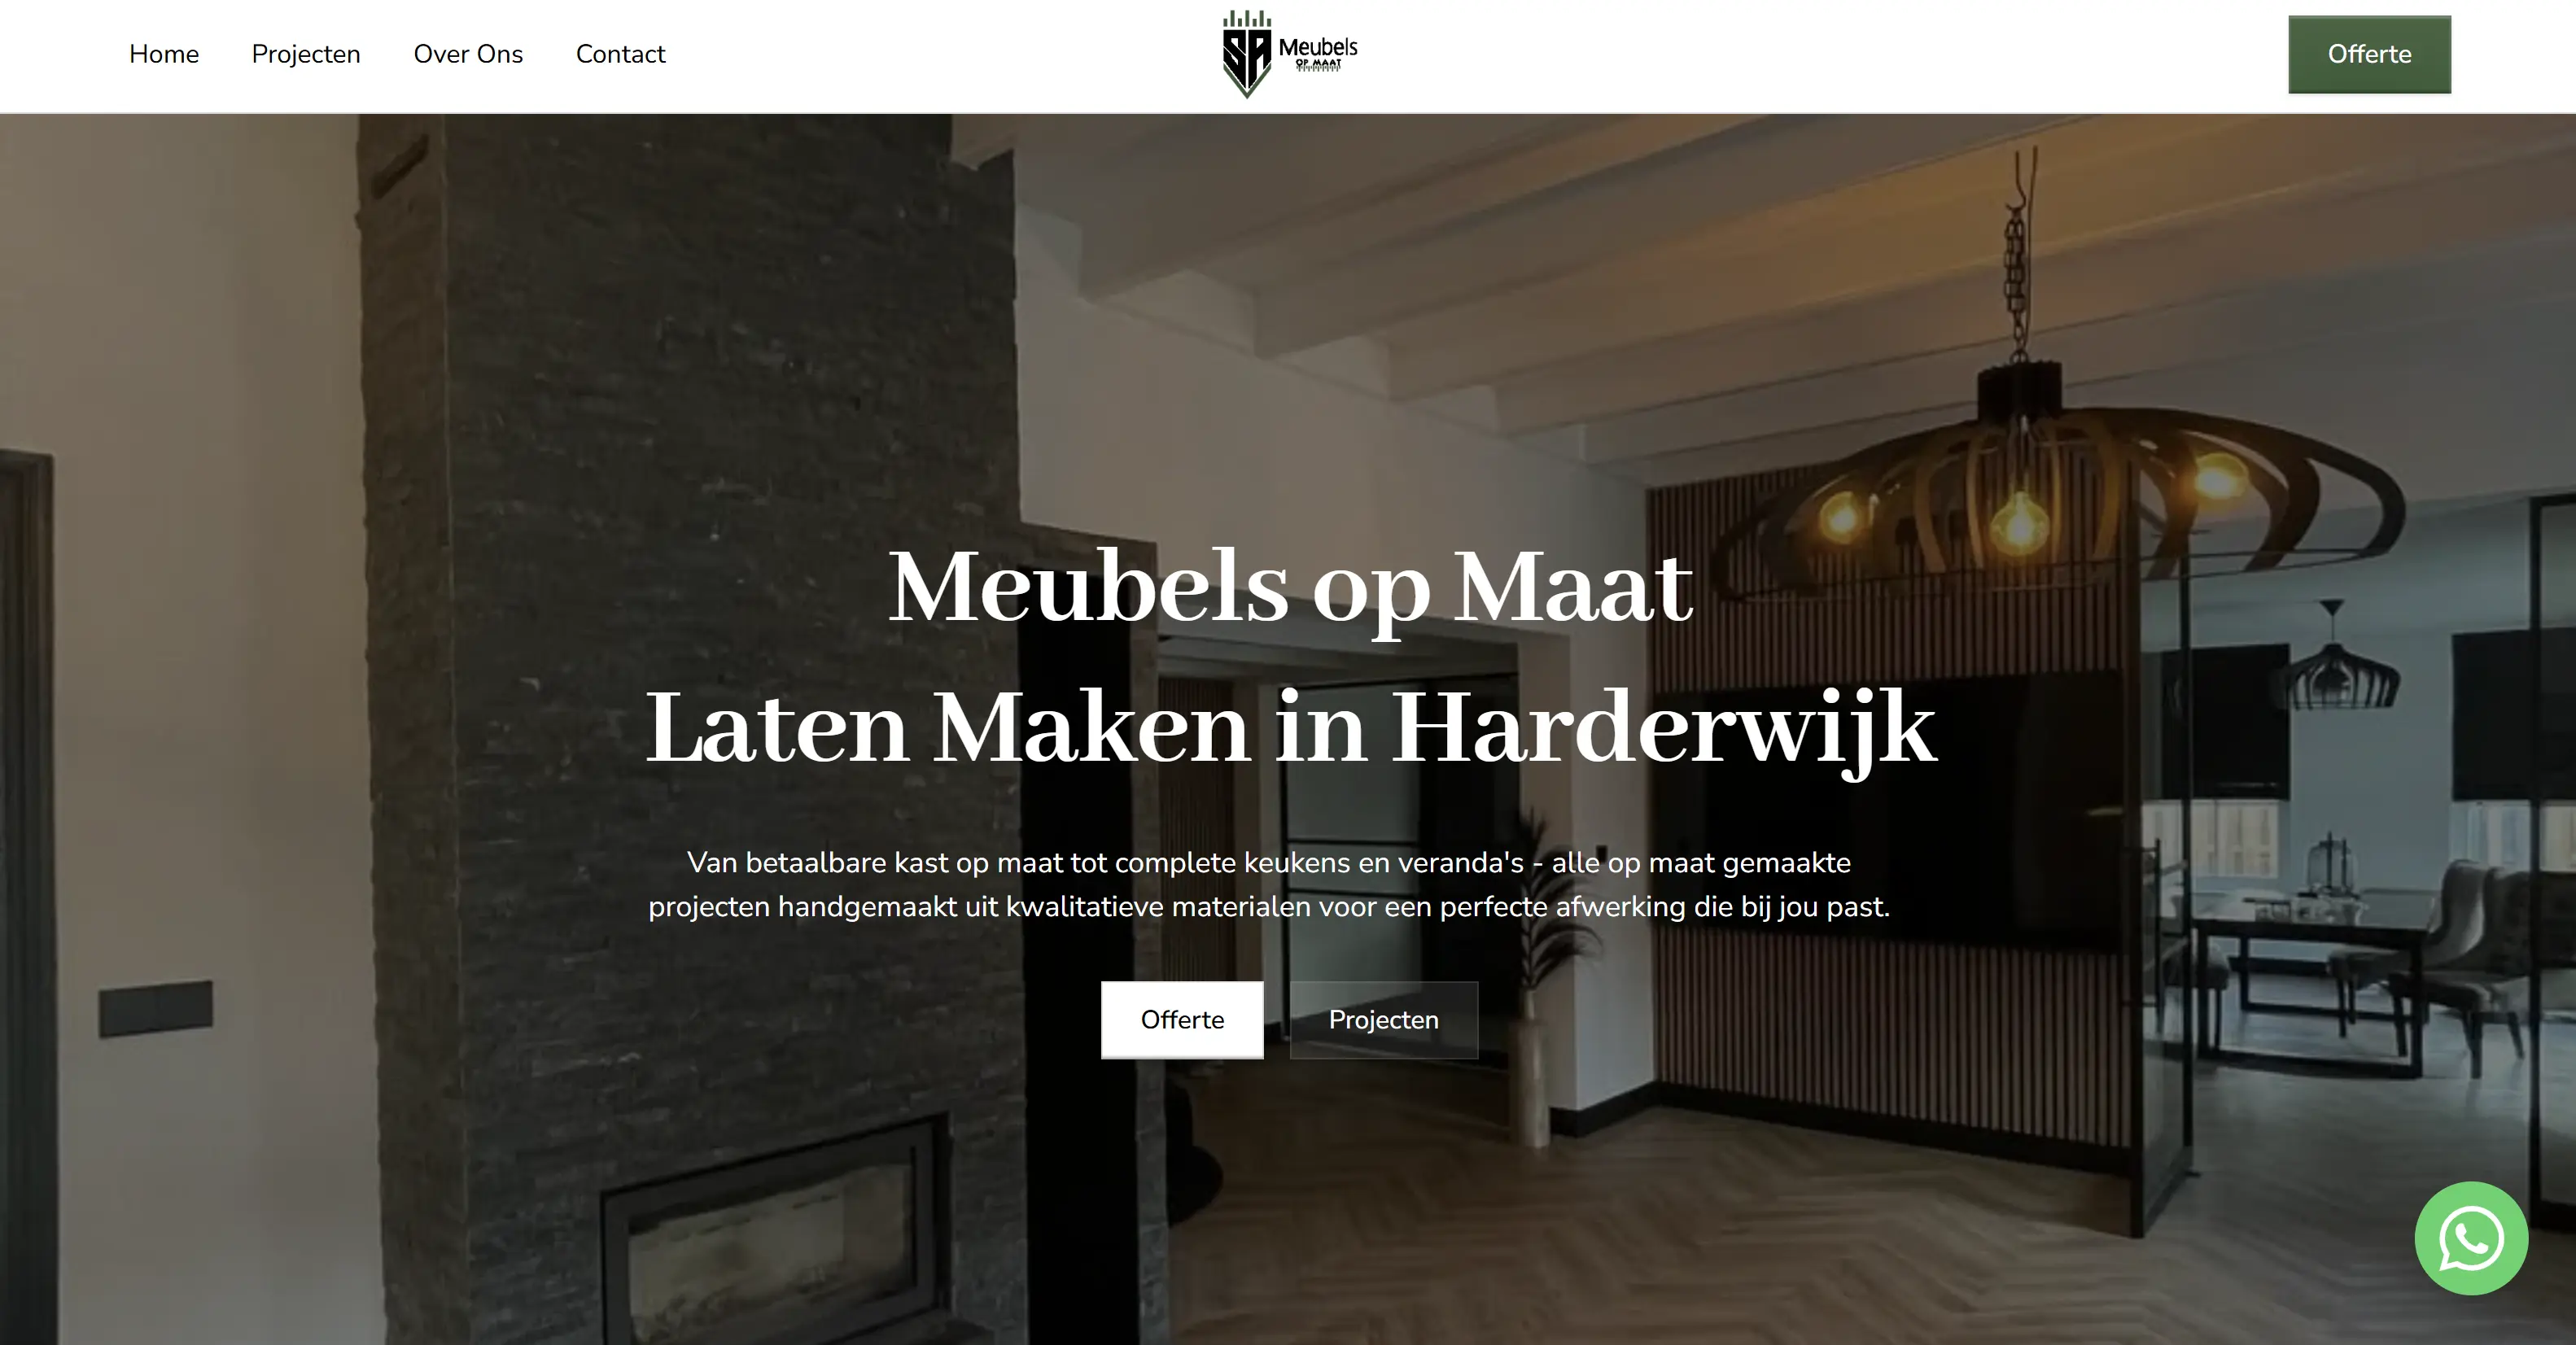 Home
Projecten
Over Ons
Contact
SA
Meubels
OP MAAT
Offerte
Meubels op Maat
Laten Maken in Harderwijk
Van betaalbare kast op maat tot complete keukens en veranda's - alle op maat gemaakte
projecten handgemaakt uit kwalitatieve materialen voor een perfecte afwerking die bij jou past.
Offerte
Projecten